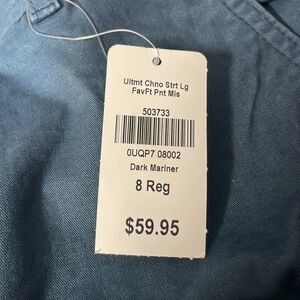 Ultmt Chno Strt Lg
FavFt Pnt Mis
503733
0UQP7 08002
Dark Mariner
8 Reg
$59.95